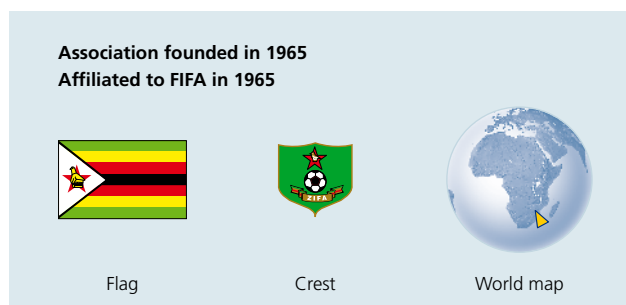 Association founded in 1965
Affiliated to FIFA in 1965
ZIFA
Flag
Crest
World map